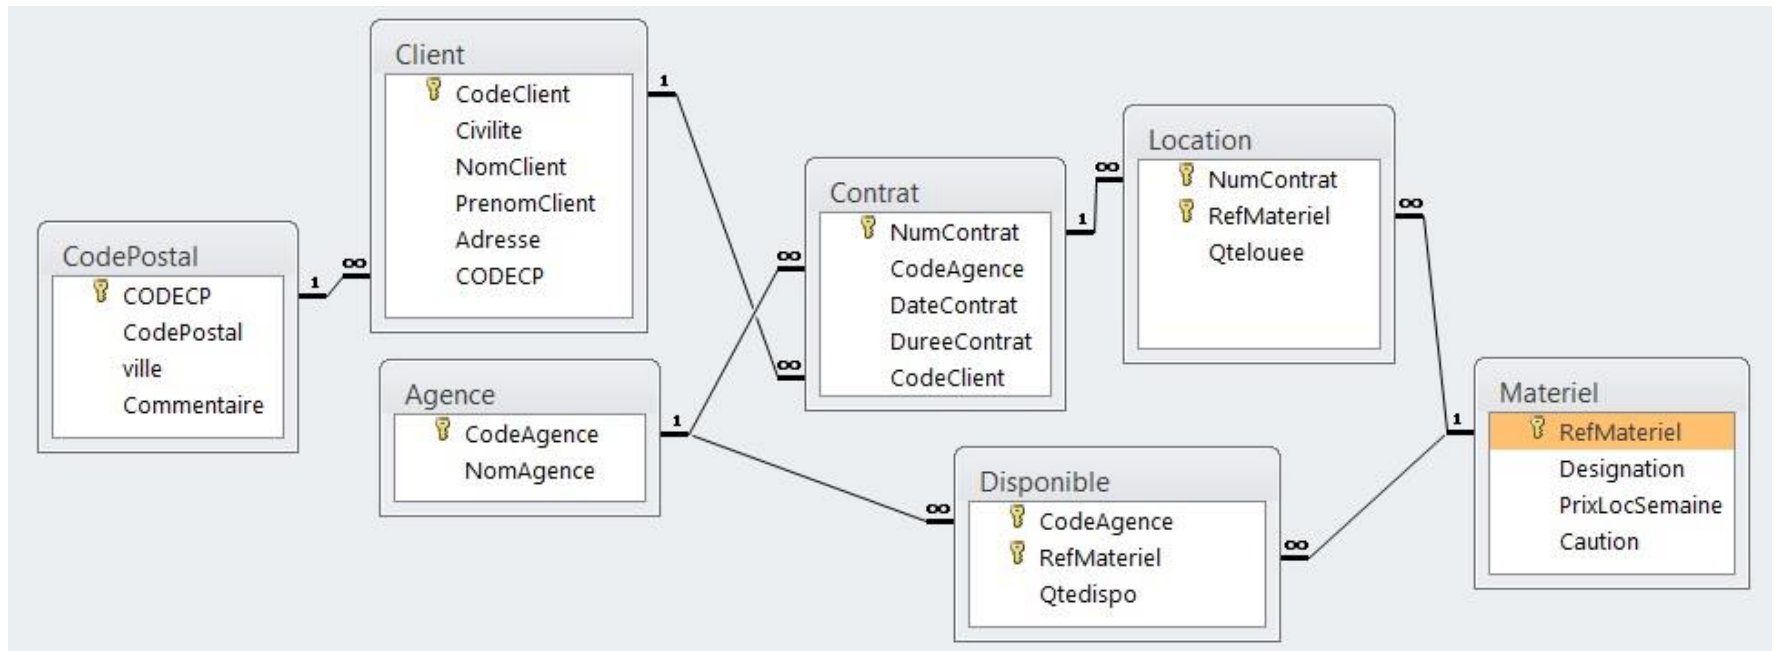 Client
CodeClient
Civilite
NomClient
PrenomClient
Adresse
CODECP
1
CodePostal
CODECP
CodePostal
ville
Commentaire
1
∞
Agence
CodeAgence
NomAgence
1
Contrat
NumContrat
CodeAgence
DateContrat
DureeContrat
CodeClient
∞
∞
1
Location
NumContrat
RefMateriel
Qtelouee
∞
∞
Disponible
CodeAgence
RefMateriel
Qtedispo
∞
∞
Materiel
RefMateriel
Designation
PrixLocSemaine
Caution
1